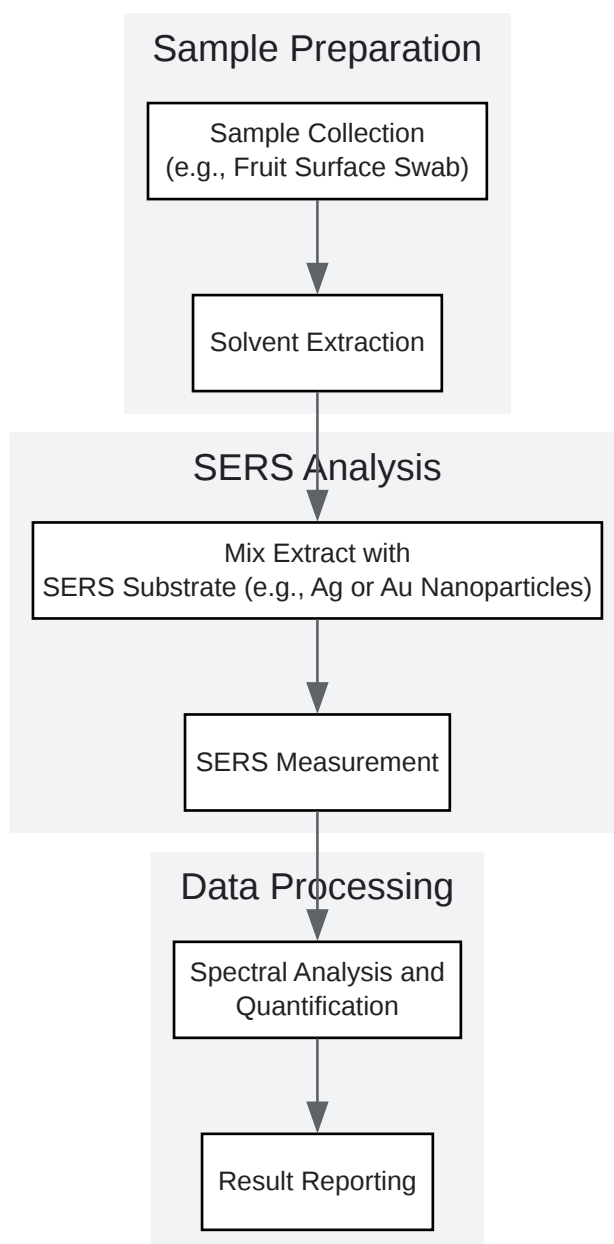 Sample Preparation
Sample Collection
(e.g., Fruit Surface Swab)
Solvent Extraction
SERS Analysis
Mix Extract with
SERS Substrate (e.g., Ag or Au Nanoparticles)
SERS Measurement
Data Processing
Spectral Analysis and
Quantification
Result Reporting